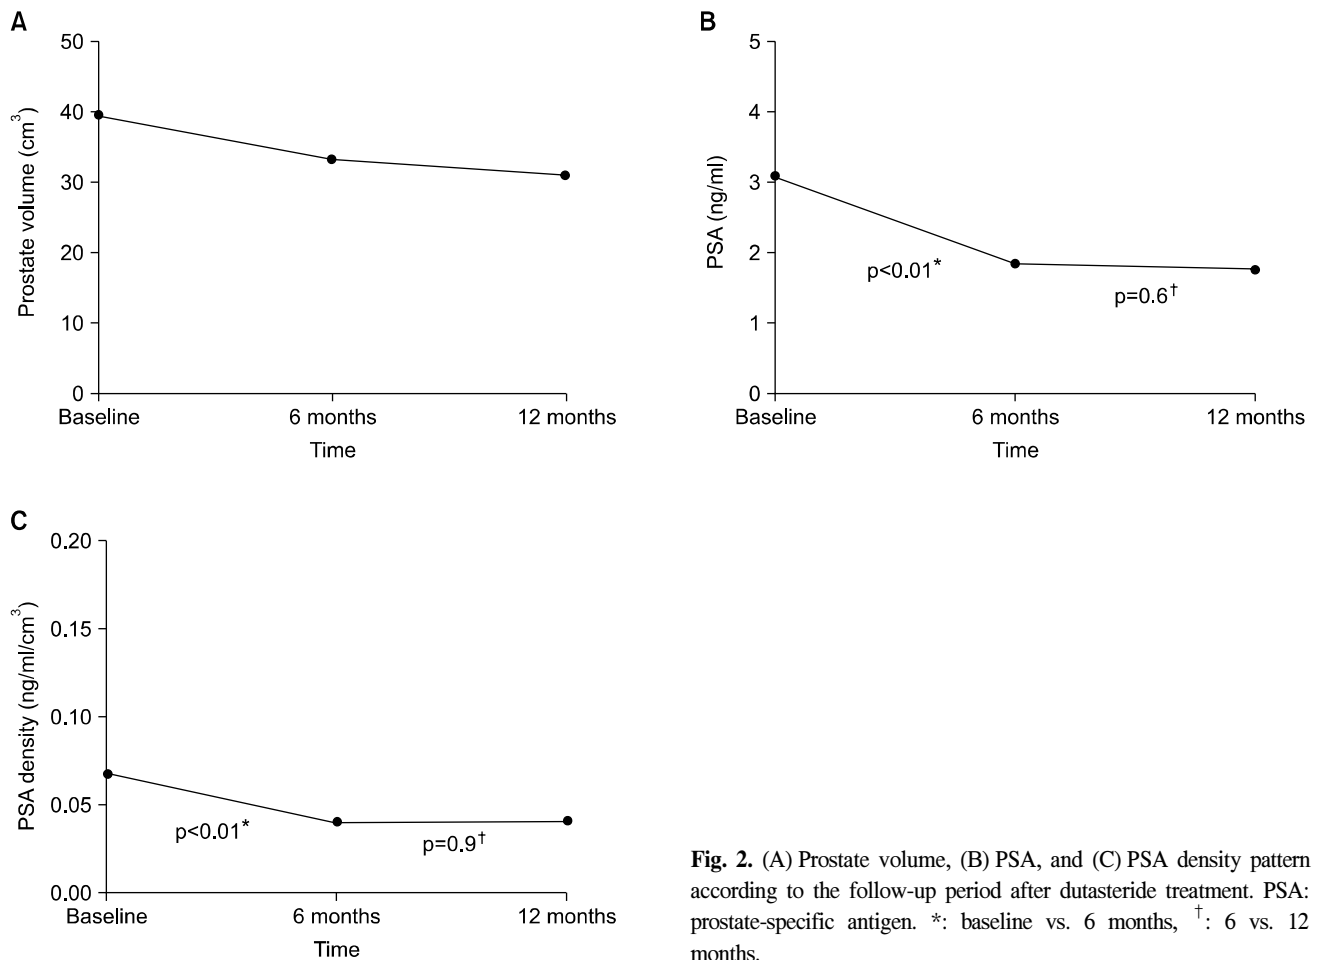 A
50
40
30
20
10
0
Prostate volume (cm³)
Baseline
6 months
12 months
Time
B
5
4
3
2
1
0
PSA (ng/ml)
p<0.01*
p=0.6†
Baseline
6 months
12 months
Time
C
0.20
0.15
0.10
0.05
0.00
PSA density (ng/ml/cm³)
p<0.01*
p=0.9†
Baseline
6 months
12 months
Time
Fig. 2. (A) Prostate volume, (B) PSA, and (C) PSA density pattern
according to the follow-up period after dutasteride treatment. PSA:
prostate-specific antigen. *: baseline vs. 6 months, †: 6 vs. 12
months.